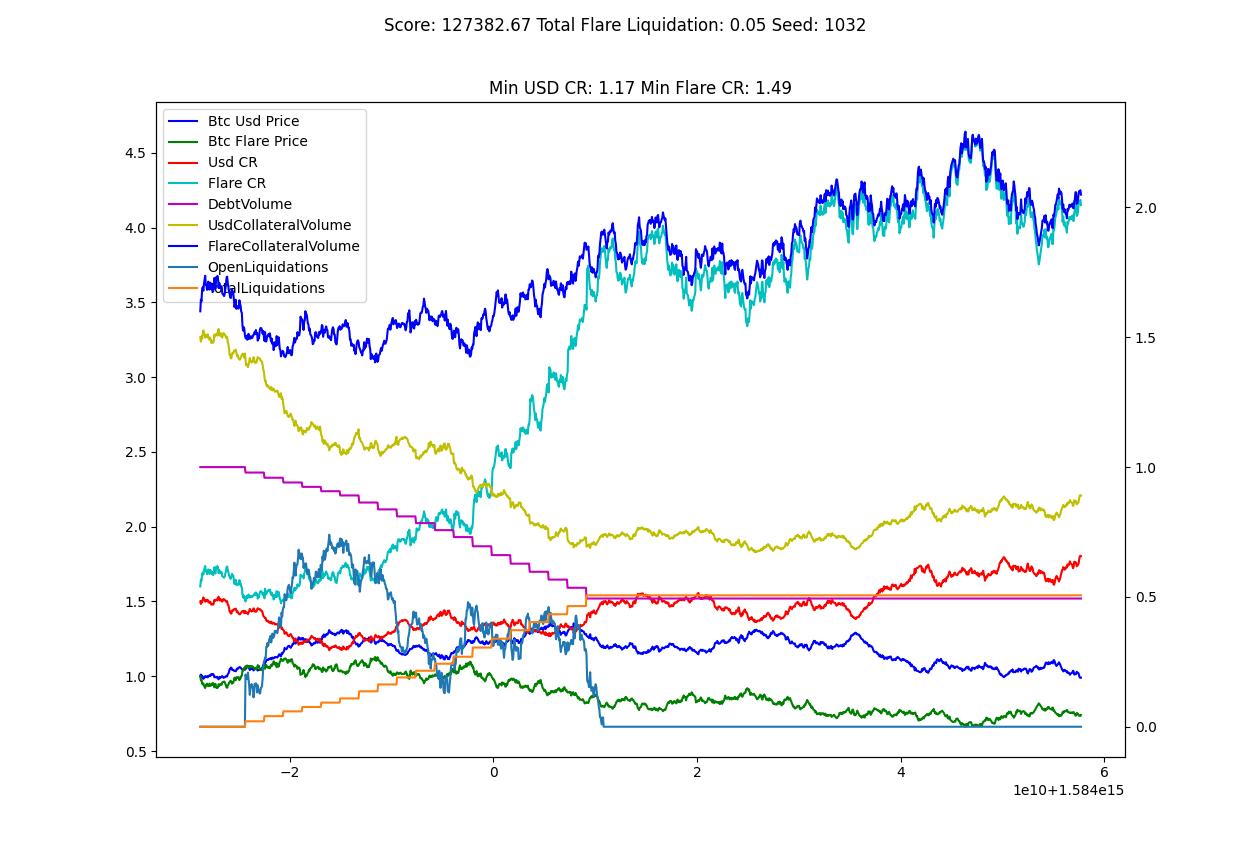 Score: 127382.67 Total Flare Liquidation: 0.05 Seed: 1032
Min USD CR: 1.17 Min Flare CR: 1.49
Btc Usd Price
Btc Flare Price
Usd CR
Flare CR
DebtVolume
UsdCollateralVolume
FlareCollateralVolume
OpenLiquidations
TotalLiquidations
4.5
4.0
3.5
3.0
2.5
2.0
1.5
1.0
0.5
2.0
1.5
1.0
0.5
0.0
−2
0
2
4
6
1e10+1.584e15